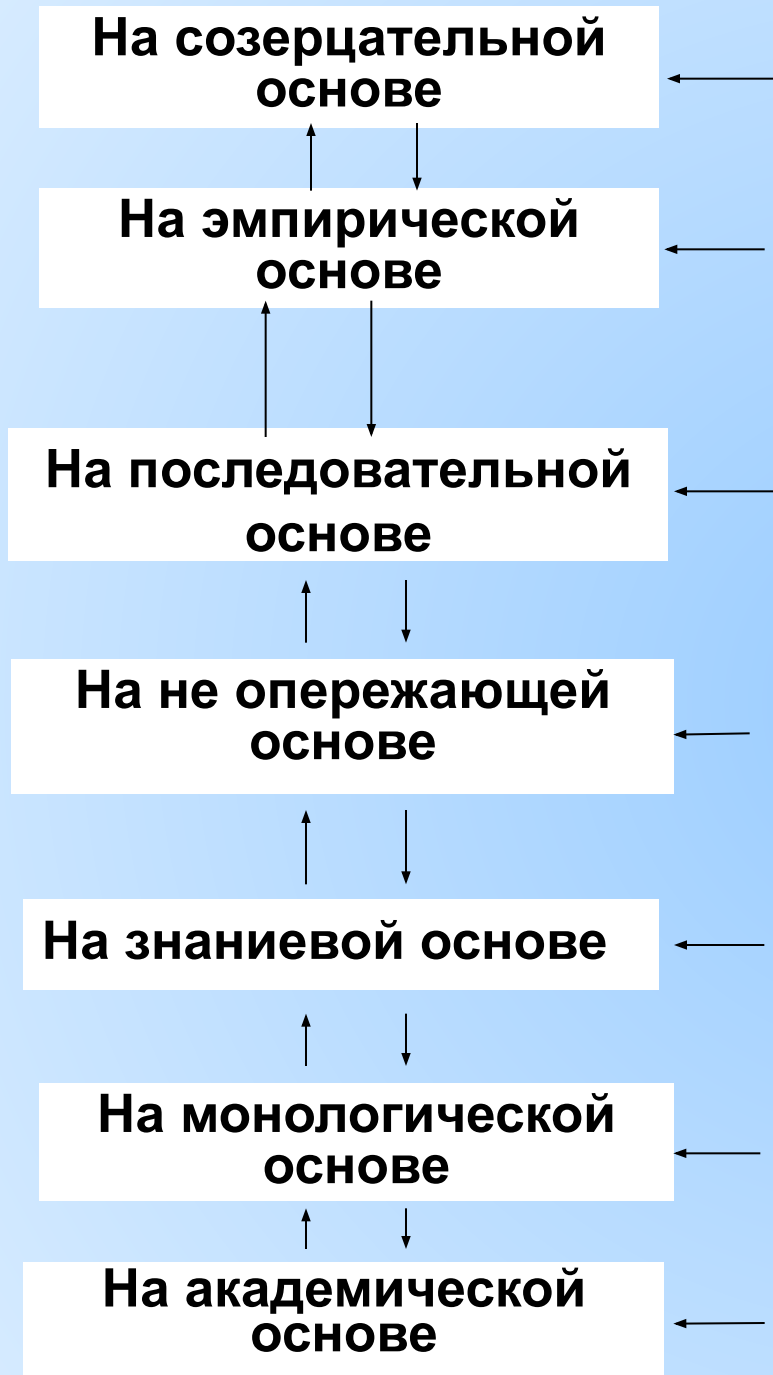 На созерцательной
основе
На эмпирической
основе
На последовательной
основе
На не опережающей
основе
На знаниевой основе
На монологической
основе
На академической
основе